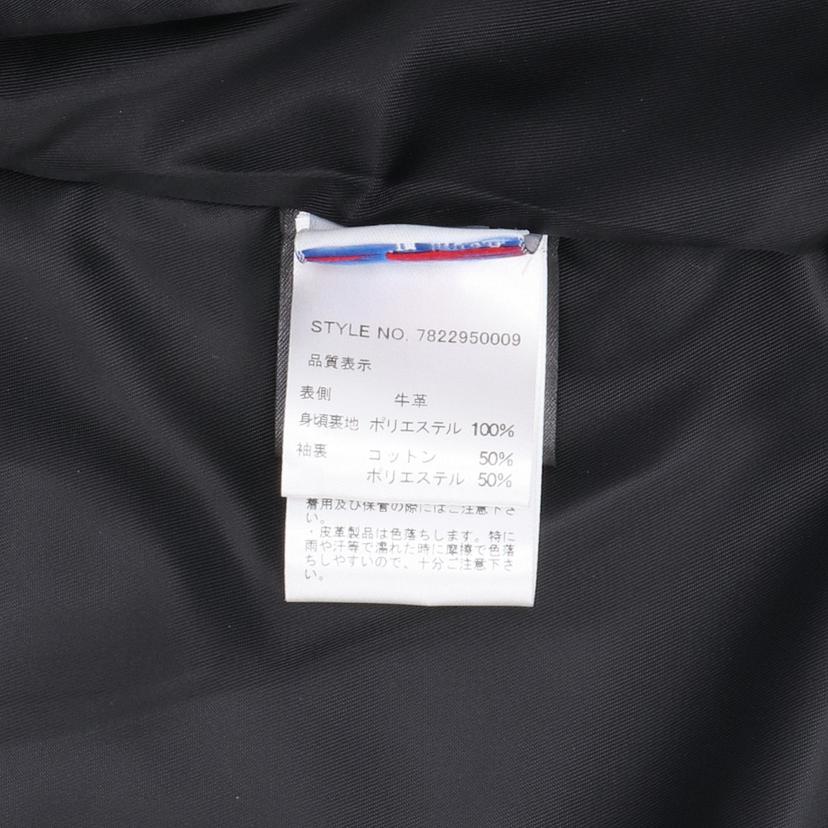 STYLE NO. 7822950009
品質表示
表側 牛革
身頃裏地 ポリエステル 100%
袖裏 コットン 50%
ポリエステル 50%
着用及び保管の際にはご注意下さ
い。
・皮革製品は色落ちします。特に
雨や汗等で濡れた時に摩擦で色落
ちしやすいので、十分ご注意下さ
い。